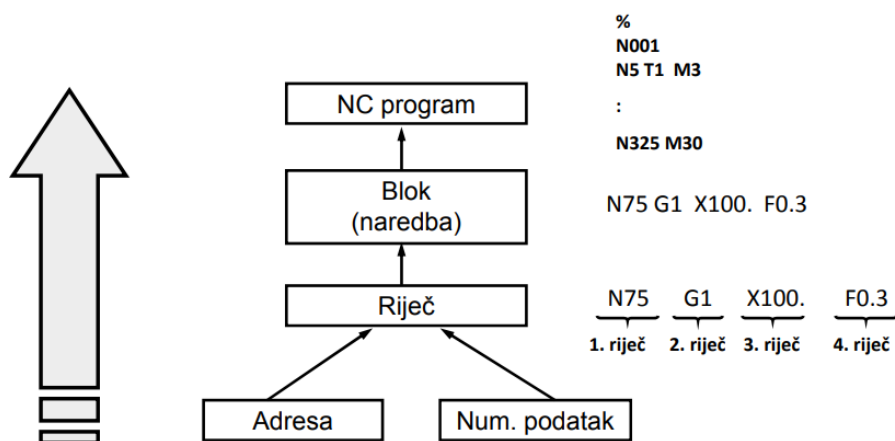 %
N001
N5 T1 M3
:
N325 M30
NC program
Blok
(naredba)
N75 G1 X100. F0.3
Riječ
N75 G1 X100. F0.3
1. riječ 2. riječ 3. riječ 4. riječ
Adresa
Num. podatak